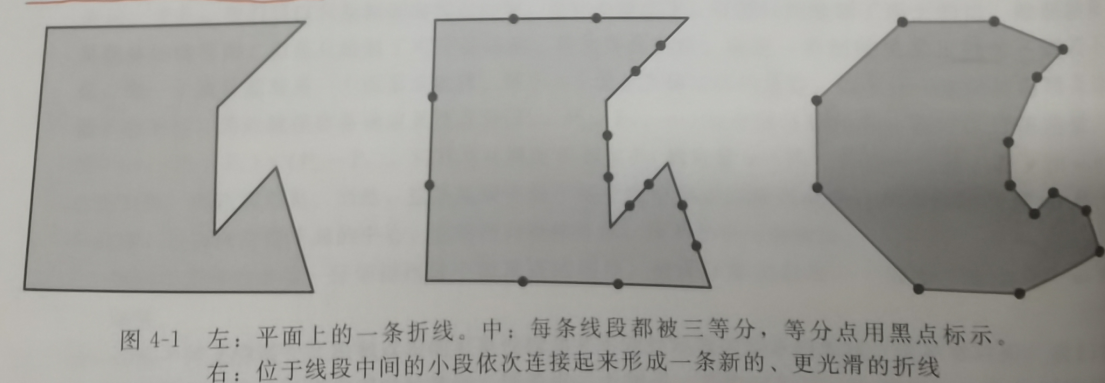 图 4-1 左：平面上的一条折线。中：每条线段都被三等分，等分点用黑点标示。
右：位于线段中间的小段依次连接起来形成一条新的、更光滑的折线